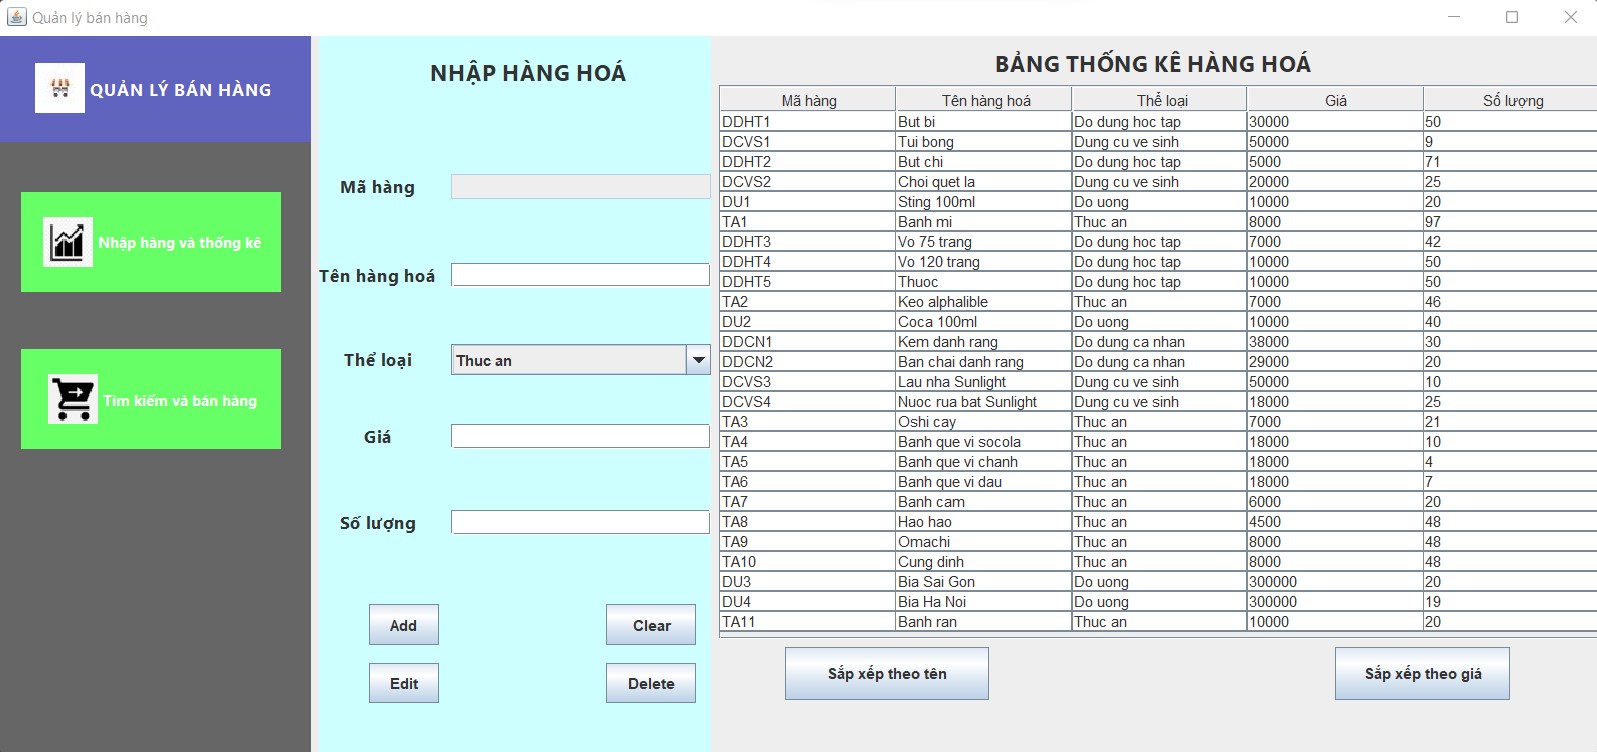 Quản lý bán hàng
QUẢN LÝ BÁN HÀNG
Nhập hàng và thống kê
Tìm kiếm và bán hàng
NHẬP HÀNG HOÁ
Mã hàng
Tên hàng hoá
Thể loại Thuc an
Giá
Số lượng
Add Clear
Edit Delete
BẢNG THỐNG KÊ HÀNG HOÁ
Mã hàng Tên hàng hoá Thể loại Giá Số lượng
DDHT1 But bi Do dung hoc tap 30000 50
DCVS1 Tui bong Dung cu ve sinh 50000 9
DDHT2 But chi Do dung hoc tap 5000 71
DCVS2 Choi quet la Dung cu ve sinh 20000 25
DU1 Sting 100ml Do uong 10000 20
TA1 Banh mi Thuc an 8000 97
DDHT3 Vo 75 trang Do dung hoc tap 7000 42
DDHT4 Vo 120 trang Do dung hoc tap 10000 50
DDHT5 Thuoc Do dung hoc tap 10000 50
TA2 Keo alphalible Thuc an 7000 46
DU2 Coca 100ml Do uong 10000 40
DDCN1 Kem danh rang Do dung ca nhan 38000 30
DDCN2 Ban chai danh rang Do dung ca nhan 29000 20
DCVS3 Lau nha Sunlight Dung cu ve sinh 50000 10
DCVS4 Nuoc rua bat Sunlight Dung cu ve sinh 18000 25
TA3 Oshi cay Thuc an 7000 21
TA4 Banh que vi socola Thuc an 18000 10
TA5 Banh que vi chanh Thuc an 18000 4
TA6 Banh que vi dau Thuc an 18000 7
TA7 Banh cam Thuc an 6000 20
TA8 Hao hao Thuc an 4500 48
TA9 Omachi Thuc an 8000 48
TA10 Cung dinh Thuc an 8000 48
DU3 Bia Sai Gon Do uong 300000 20
DU4 Bia Ha Noi Do uong 300000 19
TA11 Banh ran Thuc an 10000 20
Sắp xếp theo tên Sắp xếp theo giá